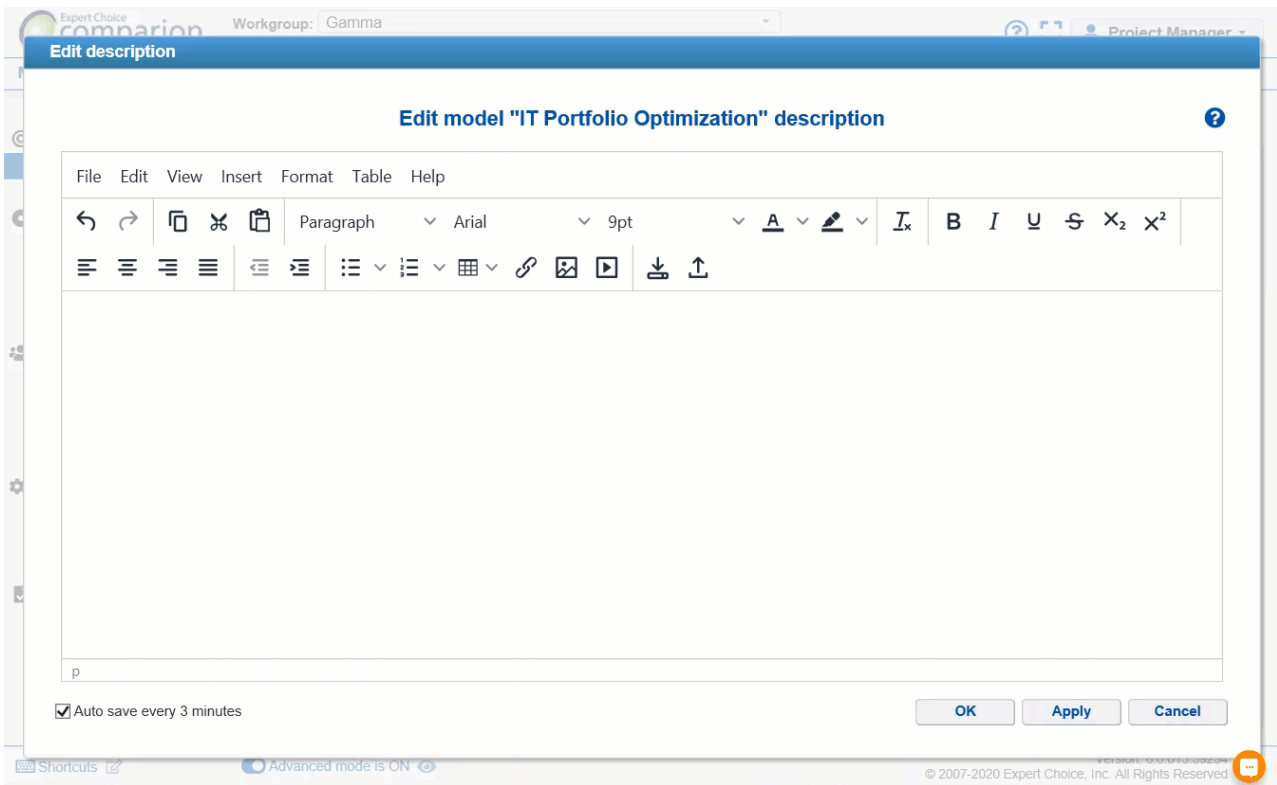 Expert Choice
comparion
Workgroup: Gamma
Project Manager
Edit description
Edit model "IT Portfolio Optimization" description
File Edit View Insert Format Table Help
Paragraph Arial 9pt
p
Auto save every 3 minutes
OK Apply Cancel
Shortcuts
Advanced mode is ON
© 2007-2020 Expert Choice, Inc. All Rights Reserved